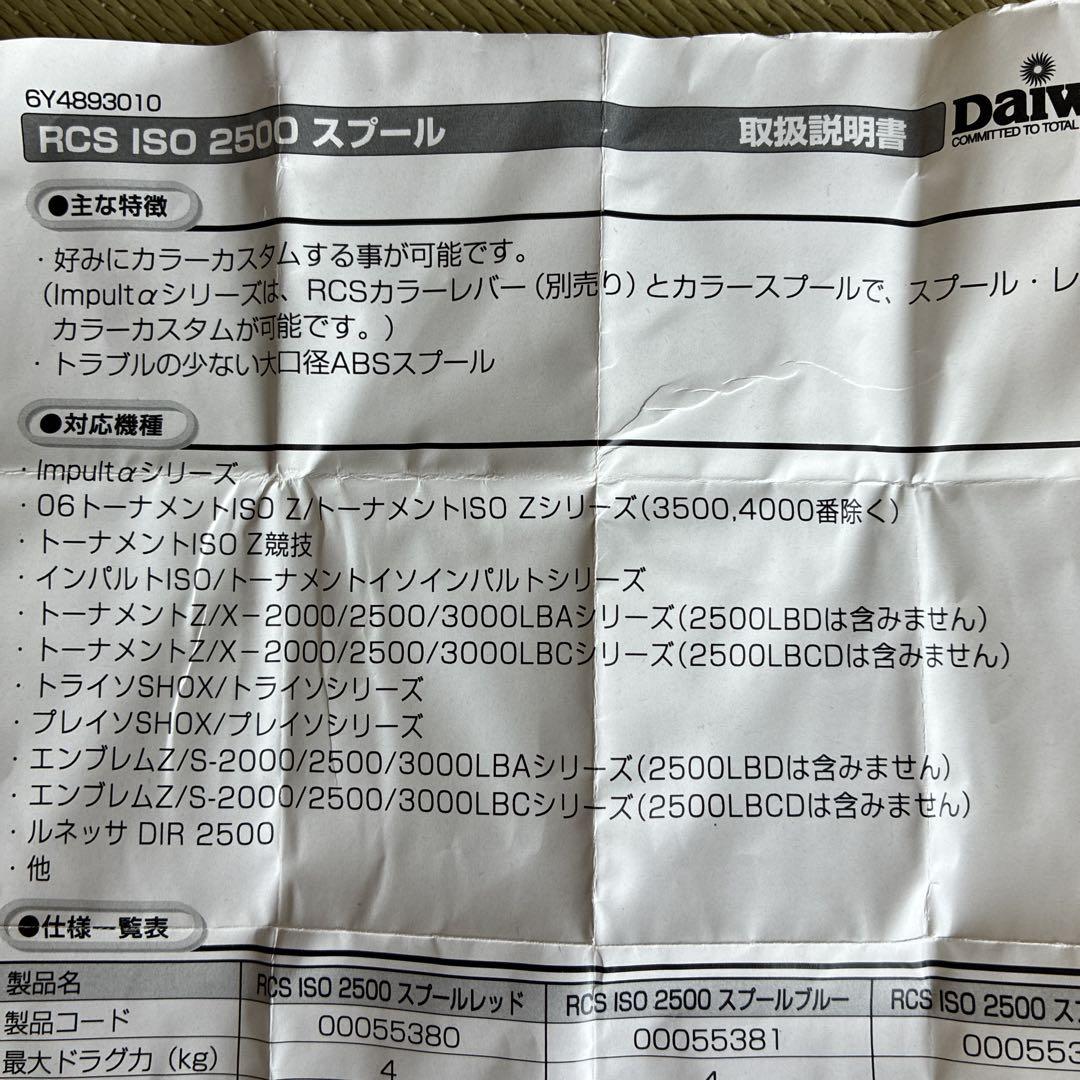 6Y4893010
RCS ISO 2500 スプール 取扱説明書
Daiw
COMMITTED TO TOTAL
●主な特徴
・好みにカラーカスタムする事が可能です。
(Impultαシリーズは、RCSカラーレバー(別売り)とカラースプールで、スプール・レ
カラーカスタムが可能です。)
・トラブルの少ない大口径ABSスプール
●対応機種
・Impultαシリーズ
・06トーナメントISO Z/トーナメントISO Zシリーズ(3500,4000番除く)
・トーナメントISO Z競技
・インパルトISO/トーナメントイソインパルトシリーズ
・トーナメントZ/X-2000/2500/3000LBAシリーズ(2500LBDは含みません)
・トーナメントZ/X-2000/2500/3000LBCシリーズ(2500LBCDは含みません)
・トライソSHOX/トライソシリーズ
・プレイソSHOX/プレイソシリーズ
・エンブレムZ/S-2000/2500/3000LBAシリーズ(2500LBDは含みません)
・エンブレムZ/S-2000/2500/3000LBCシリーズ(2500LBCDは含みません)
・ルネッサ DIR 2500
・他
●仕様一覧表
製品名 RCS ISO 2500 スプールレッド RCS ISO 2500 スプールブルー RCS ISO 2500 ス
製品コード 00055380 00055381 000553
最大ドラグ力(kg) 4 4